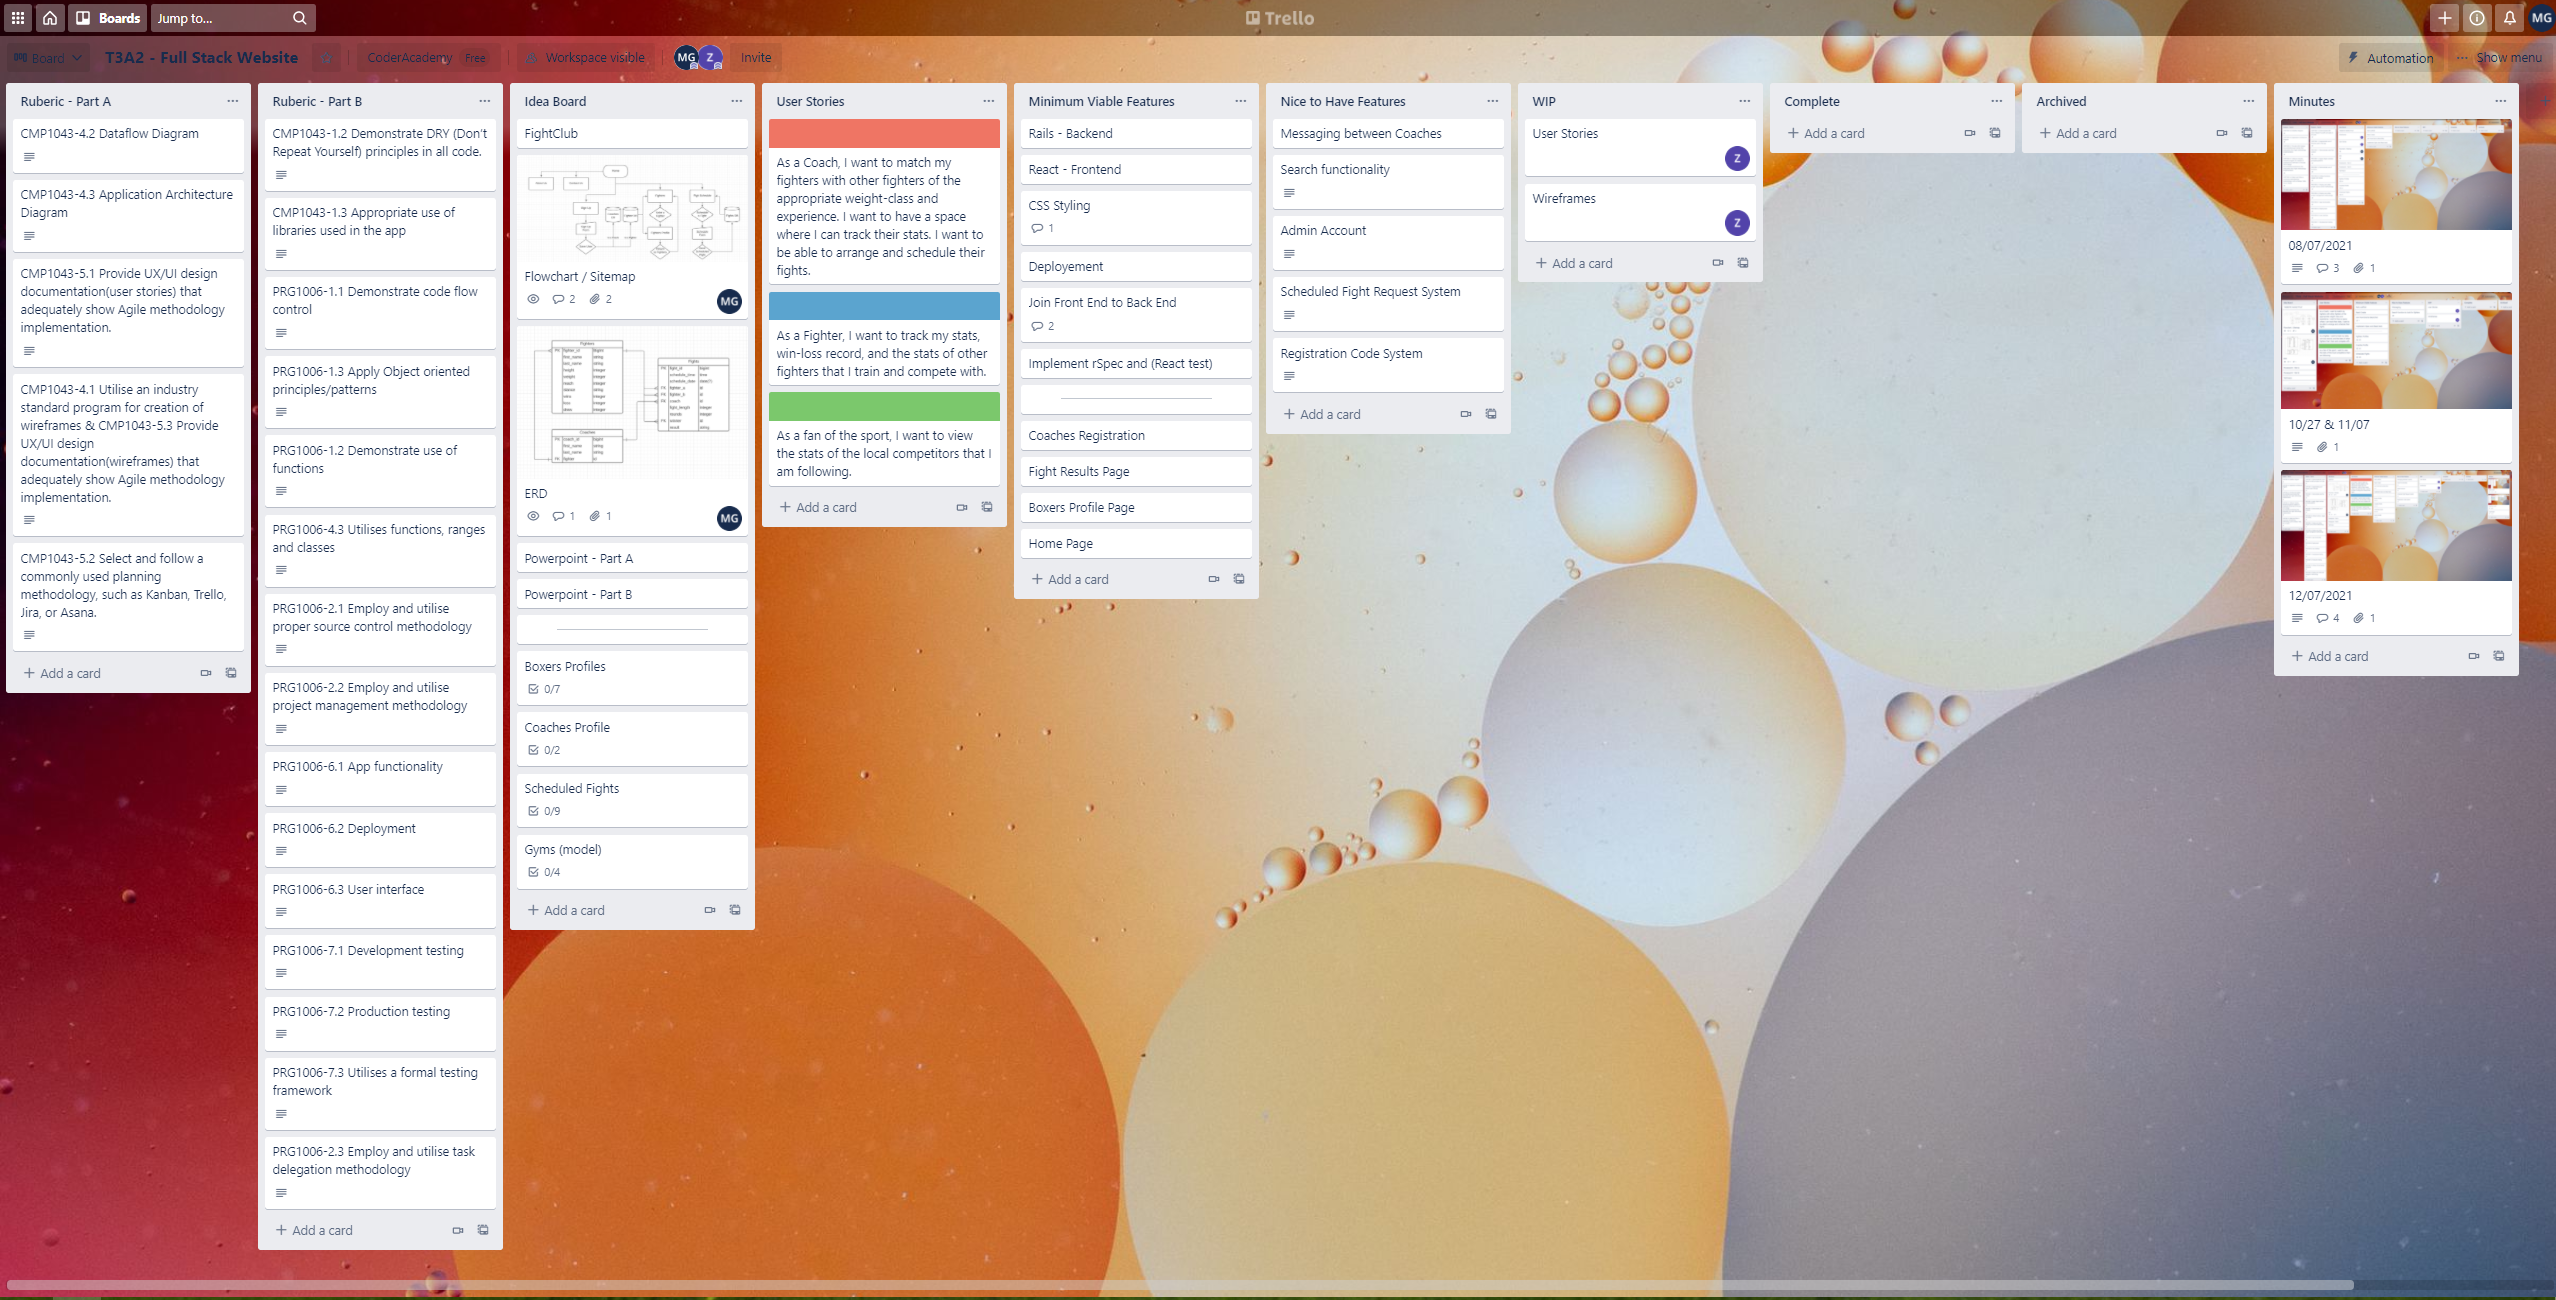 Boards
Jump to...
Trello
MG
Board
T3A2 - Full Stack Website
CoderAcademy
Free
Workspace visible
MG
Z
Invite
Automation
Show menu
Ruberic - Part A
CMP1043-4.2 Dataflow Diagram
CMP1043-4.3 Application Architecture
Diagram
CMP1043-5.1 Provide UX/UI design
documentation(user stories) that
adequately show Agile methodology
implementation.
CMP1043-4.1 Utilise an industry
standard program for creation of
wireframes & CMP1043-5.3 Provide
UX/UI design
documentation(wireframes) that
adequately show Agile methodology
implementation.
CMP1043-5.2 Select and follow a
commonly used planning
methodology, such as Kanban, Trello,
Jira, or Asana.
Add a card
Ruberic - Part B
CMP1043-1.2 Demonstrate DRY (Don't
Repeat Yourself) principles in all code.
CMP1043-1.3 Appropriate use of
libraries used in the app
PRG1006-1.1 Demonstrate code flow
control
PRG1006-1.3 Apply Object oriented
principles/patterns
PRG1006-1.2 Demonstrate use of
functions
PRG1006-4.3 Utilises functions, ranges
and classes
PRG1006-2.1 Employ and utilise
proper source control methodology
PRG1006-2.2 Employ and utilise
project management methodology
PRG1006-6.1 App functionality
PRG1006-6.2 Deployment
PRG1006-6.3 User interface
PRG1006-7.1 Development testing
PRG1006-7.2 Production testing
PRG1006-7.3 Utilises a formal testing
framework
PRG1006-2.3 Employ and utilise task
delegation methodology
Add a card
Idea Board
FightClub
Flowchart / Sitemap
2
2
MG
Fighters
Fights
Coaches
ERD
1
1
MG
Powerpoint - Part A
Powerpoint - Part B
Boxers Profiles
0/7
Coaches Profile
0/2
Scheduled Fights
0/9
Gyms (model)
0/4
Add a card
User Stories
As a Coach, I want to match my
fighters with other fighters of the
appropriate weight-class and
experience. I want to have a space
where I can track their stats. I want to
be able to arrange and schedule their
fights.
As a Fighter, I want to track my stats,
win-loss record, and the stats of other
fighters that I train and compete with.
As a fan of the sport, I want to view
the stats of the local competitors that I
am following.
Add a card
Minimum Viable Features
Rails - Backend
React - Frontend
CSS Styling
1
Deployement
Join Front End to Back End
2
Implement rSpec and (React test)
Coaches Registration
Fight Results Page
Boxers Profile Page
Home Page
Add a card
Nice to Have Features
Messaging between Coaches
Search functionality
Admin Account
Scheduled Fight Request System
Registration Code System
Add a card
WIP
User Stories
Z
Wireframes
Z
Add a card
Complete
Add a card
Archived
Add a card
Minutes
08/07/2021
3
1
10/27 & 11/07
1
12/07/2021
4
1
Add a card